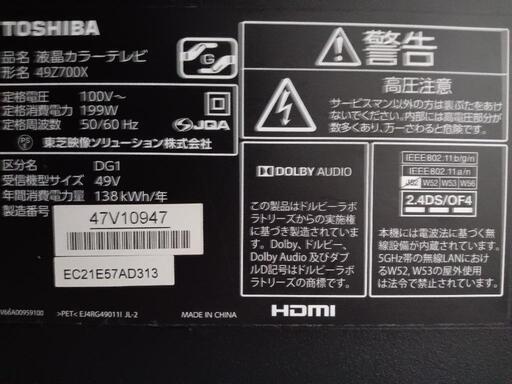 TOSHIBA
品名 液晶カラーテレビ
形名 49Z700X
定格電圧 100V～
定格消費電力 199W
定格周波数 50/60 Hz
PS
E
東芝映像ソリューション株式会社
S
G
JQA
区分名 DG1
受信機型サイズ 49V
年間消費電力量 138 kWh/年
製造番号
47V10947
EC21E57AD313
V66A00959100
>PET< EJ4RG49011I JL-2
MADE IN CHINA
警告
高圧注意
サービスマン以外の方は裏ぶたをあけ
ないでください。内部には高電圧部分が
数多くあり、万一さわると危険です。
DOLBY AUDIO
この製品はドルビーラボ
ラトリーズからの実施権
に基づき製造されていま
す。Dolby、ドルビー、
Dolby Audio 及びダブ
ルD記号はドルビーラボ
ラトリーズの商標です。
HDMI
IEEE802.11b/g/n
IEEE802.11a/n
J52 W52 W53 W56
2.4DS/OF4
本機には電波法に基づく無
線設備が内蔵されています。
5GHz帯の無線LANにおけ
るW52, W53の屋外使用
は法令で禁止されています。